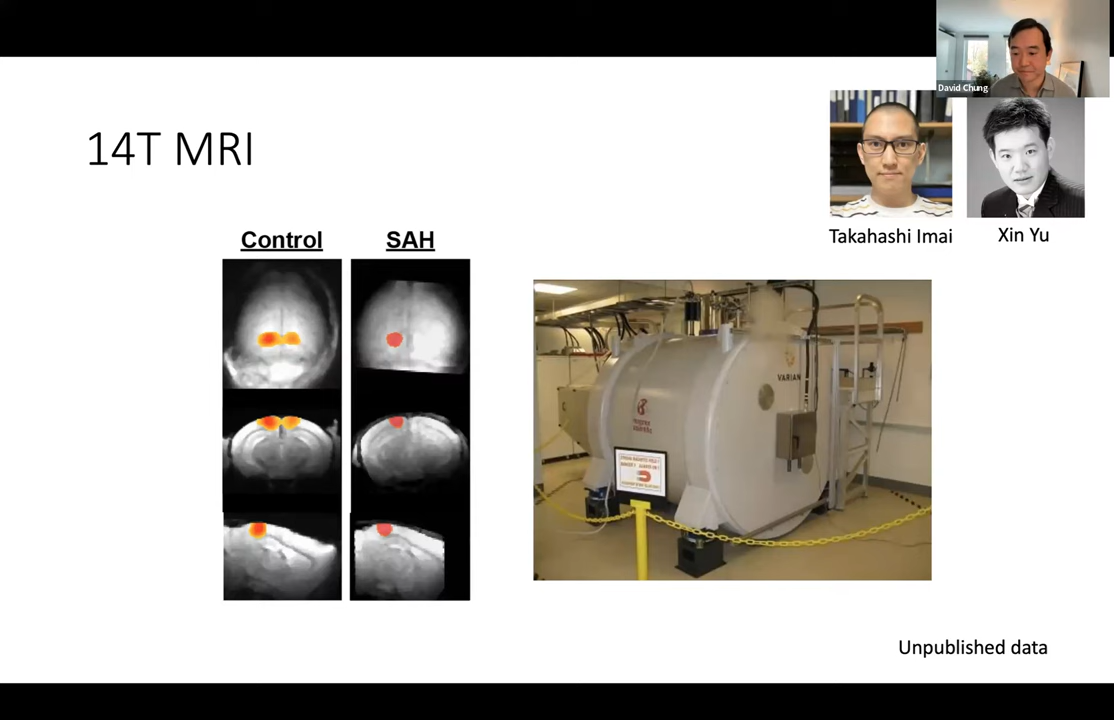 David Chung
14T MRI
Takahashi Imai
Xin Yu
Control
SAH
VARIAN
Unpublished data